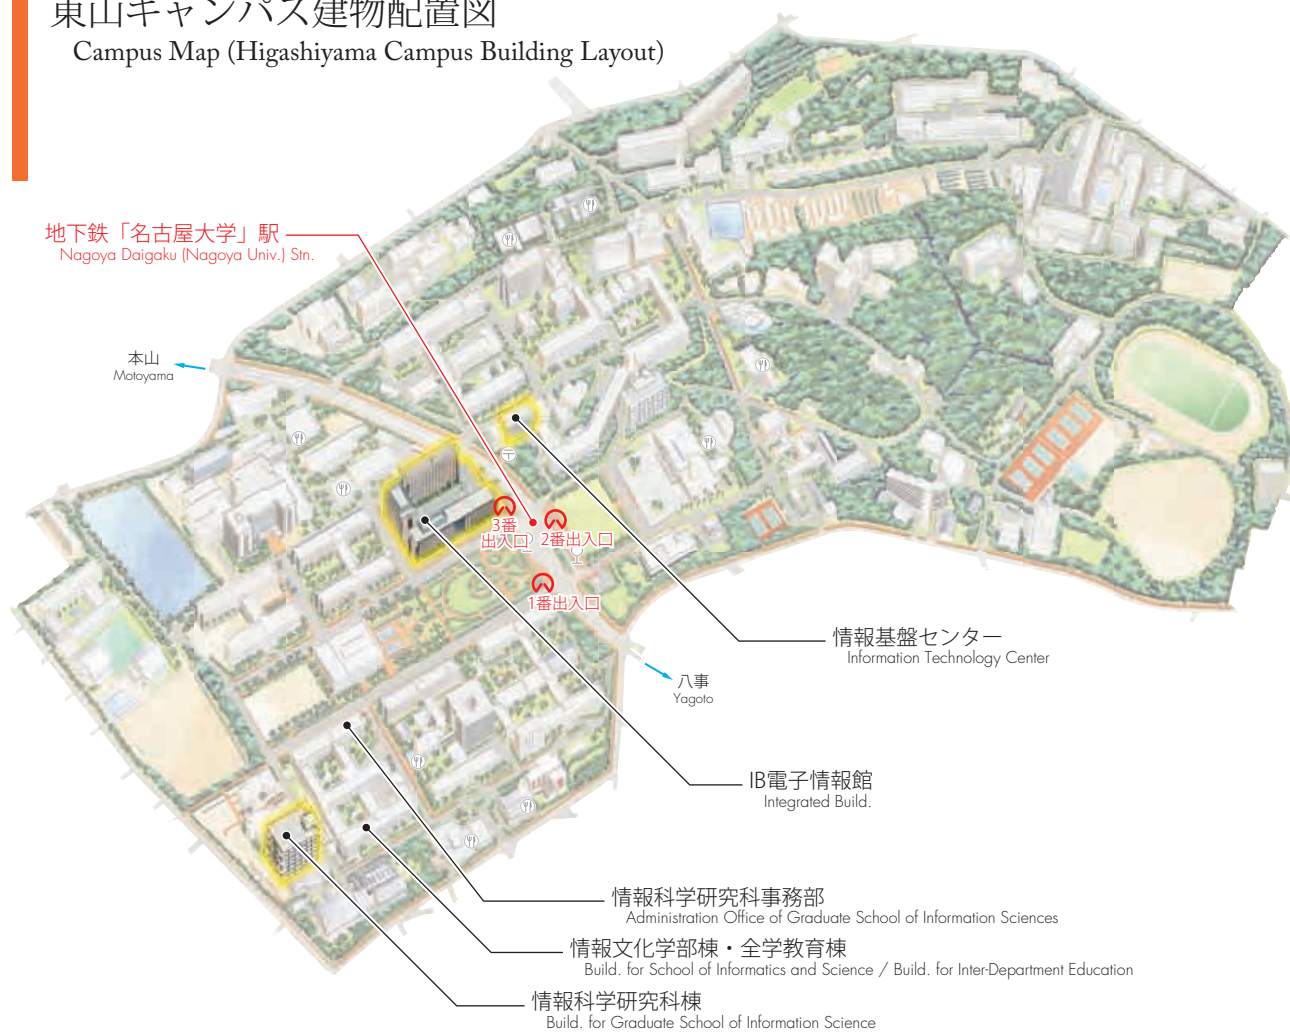 東山キャンパス建物配置図
Campus Map (Higashiyama Campus Building Layout)
地下鉄「名古屋大学」駅
Nagoya Daigaku (Nagoya Univ.) Stn.
本山
Motoyama
〒
3番
出入口
2番出入口
1番出入口
情報基盤センター
Information Technology Center
八事
Yagoto
IB電子情報館
Integrated Build.
情報科学研究科事務部
Administration Office of Graduate School of Information Sciences
情報文化学部棟・全学教育棟
Build. for School of Informatics and Science / Build. for Inter-Department Education
情報科学研究科棟
Build. for Graduate School of Information Science